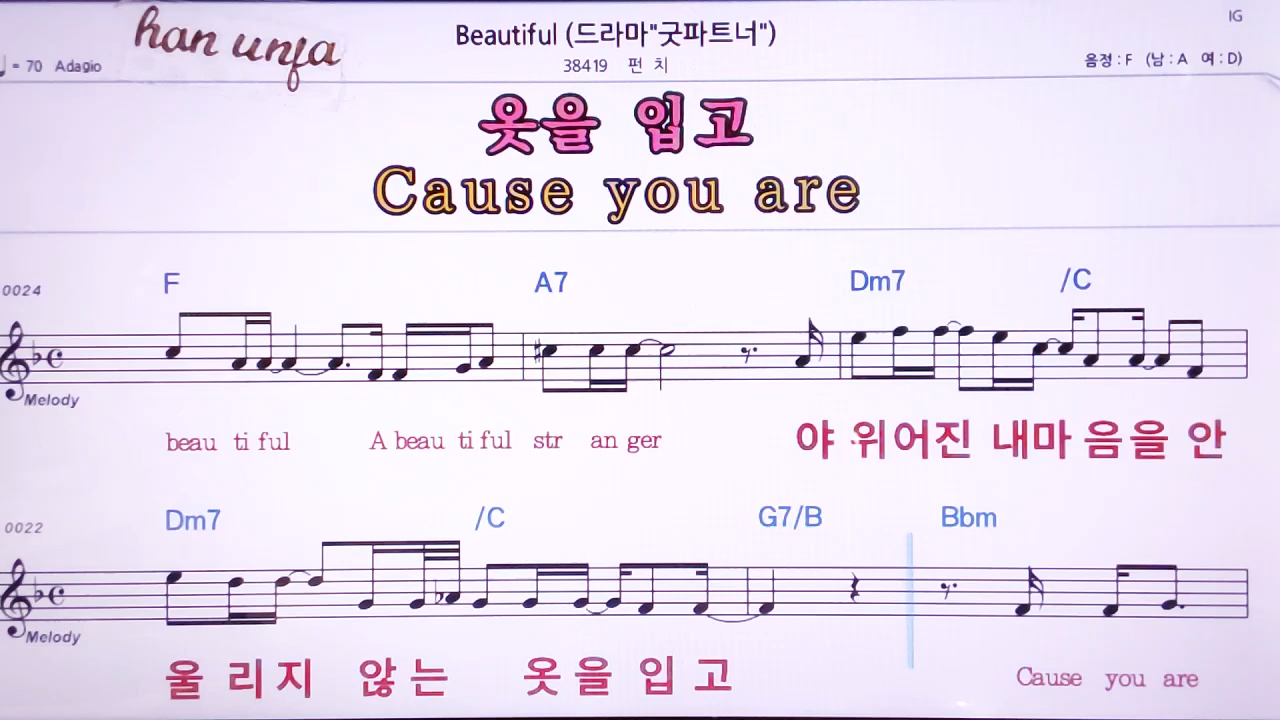 han unfa
Beautiful (드라마"굿파트너")
IG
♩ = 70 Adagio
38419 펀 치
음정 : F (남 : A 여 : D)
옷을 입고
Cause you are
F A7 Dm7 /C
0024
Melody
beau ti ful A beau ti ful str an ger 야 위어진 내마 음을 안
Dm7 /C G7/B Bbm
0022
Melody
울 리지 않는 옷을 입 고 Cause you are